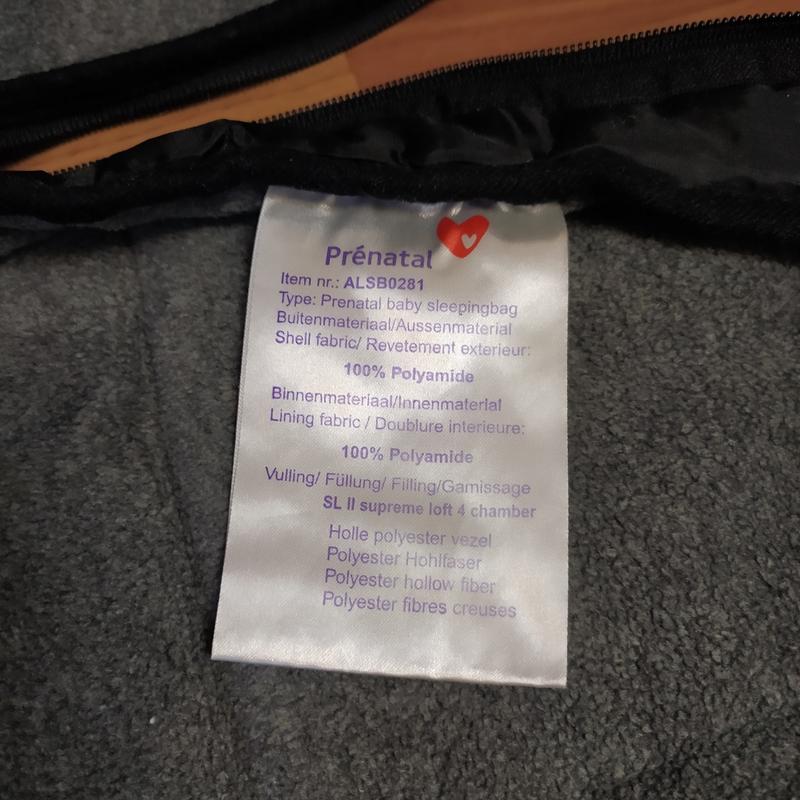 Prénatal
Item nr.: ALSB0281
Type: Prenatal baby sleepingbag
Buitenmateriaal/Aussenmaterial
Shell fabric/ Revetement exterieur:
100% Polyamide
Binnenmateriaal/Innenmaterial
Lining fabric / Doublure interieure:
100% Polyamide
Vulling/ Füllung/ Filling/Garnissage
SL II supreme loft 4 chamber
Holle polyester vezel
Polyester Hohlfaser
Polyester hollow fiber
Polyester fibres creuses